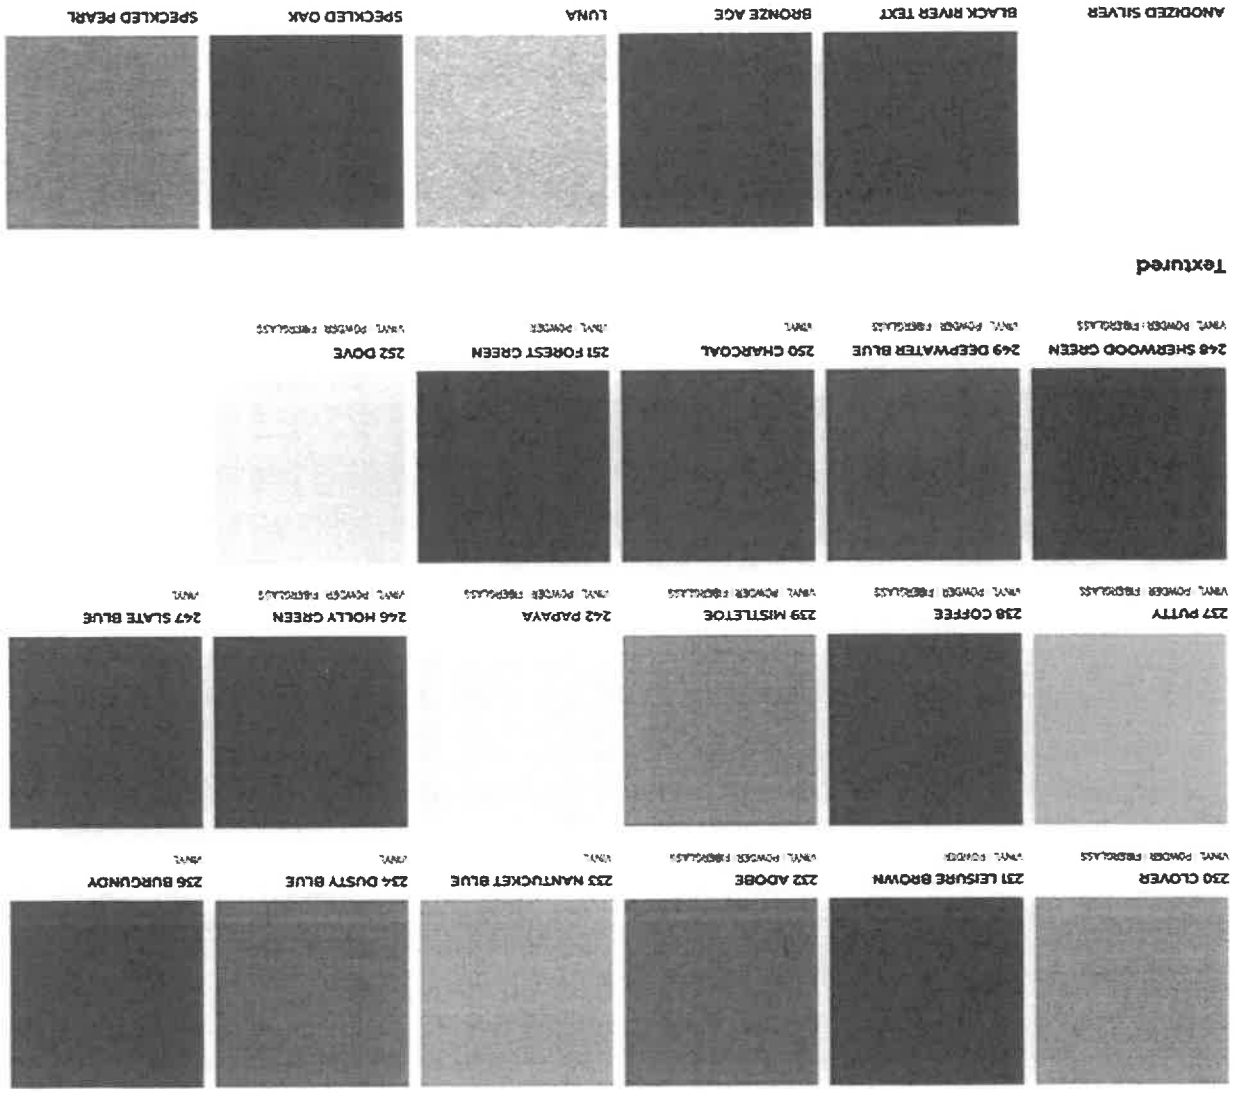 230 CLOVER
VINYL POWDER FIBERGLASS
231 LEISURE BROWN
VINYL POWDER
232 ADOBE
VINYL POWDER FIBERGLASS
233 NANTUCKET BLUE
VINYL
234 DUSTY BLUE
VINYL
236 BURGUNDY
VINYL
237 PUTTY
VINYL POWDER FIBERGLASS
238 COFFEE
VINYL POWDER FIBERGLASS
239 MISTLETOE
VINYL POWDER FIBERGLASS
242 PAPAYA
VINYL POWDER FIBERGLASS
246 HOLLY GREEN
VINYL POWDER FIBERGLASS
247 SLATE BLUE
VINYL
248 SHERWOOD GREEN
VINYL POWDER FIBERGLASS
249 DEEPWATER BLUE
VINYL POWDER FIBERGLASS
250 CHARCOAL
VINYL
251 FOREST GREEN
VINYL POWDER
252 DOVE
VINYL POWDER FIBERGLASS
Textured
ANODIZED SILVER
BLACK RIVER TEXT
BRONZE AGE
LUNA
SPECKLED OAK
SPECKLED PEARL